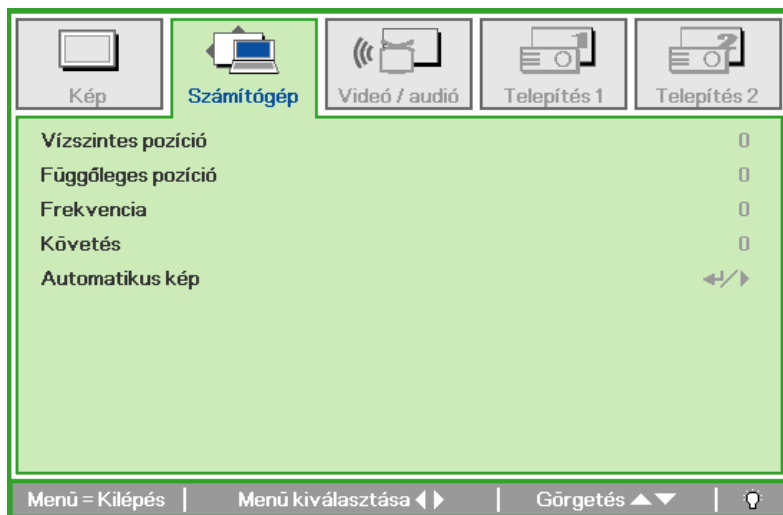 Kép
Számítógép
Videó / audió
Telepítés 1
Telepítés 2
Vízszintes pozíció 0
Függőleges pozíció 0
Frekvencia 0
Követés 0
Automatikus kép
Menü = Kilépés
Menü kiválasztása
Görgetés